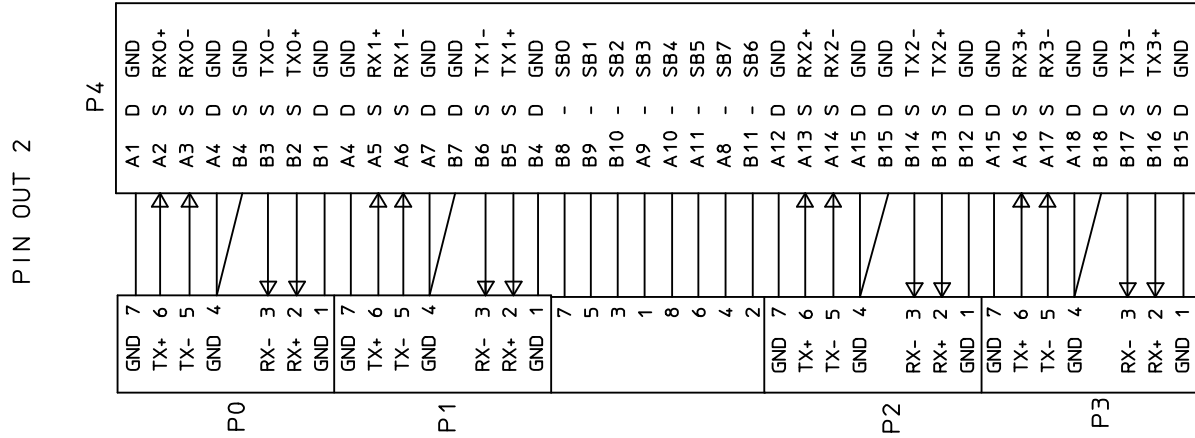 PIN OUT 2
P4
GND 7 A1 D GND
TX+ 6 A2 S RX0+
TX- 5 A3 S RX0-
GND 4 A4 D GND
P0 B4 S GND
RX- 3 B3 S TX0-
RX+ 2 B2 S TX0+
GND 1 B1 D GND
GND 7 A4 D GND
TX+ 6 A5 S RX1+
TX- 5 A6 S RX1-
GND 4 A7 D GND
P1 B7 D GND
RX- 3 B6 S TX1-
RX+ 2 B5 S TX1+
GND 1 B4 D GND
7 B8 - SB0
5 B9 - SB1
3 B10 - SB2
1 A9 - SB3
8 A10 - SB4
6 A11 - SB5
4 A8 - SB7
2 B11 - SB6
GND 7 A12 D GND
TX+ 6 A13 S RX2+
TX- 5 A14 S RX2-
GND 4 A15 D GND
P2 B15 D GND
RX- 3 B14 S TX2-
RX+ 2 B13 S TX2+
GND 1 B12 D GND
GND 7 A15 D GND
TX+ 6 A16 S RX3+
TX- 5 A17 S RX3-
GND 4 A18 D GND
P3 B18 D GND
RX- 3 B17 S TX3-
RX+ 2 B16 S TX3+
GND 1 B15 D GND